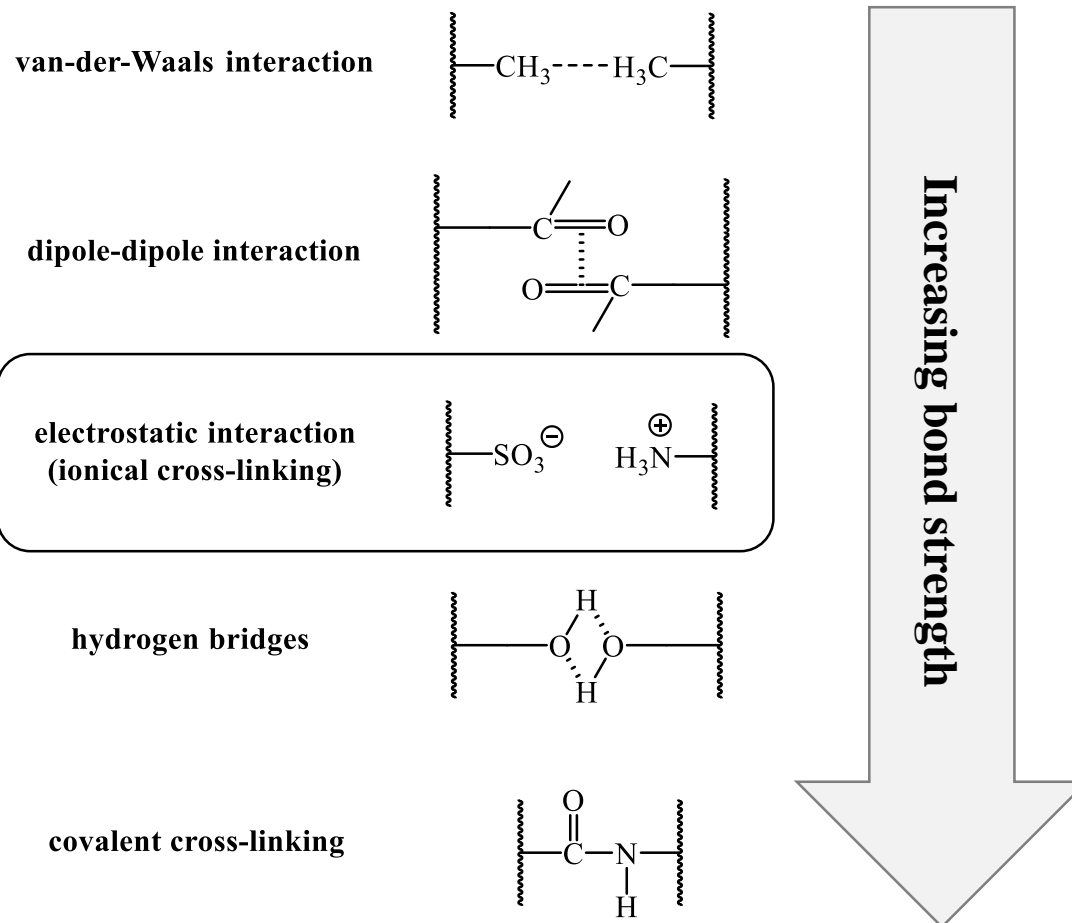 van-der-Waals interaction
CH₃----H₃C
dipole-dipole interaction
C=O
O=C
electrostatic interaction
(ionical cross-linking)
SO₃⊖ ⊕H₃N
hydrogen bridges
H
O O
H
covalent cross-linking
O
C N
H
Increasing bond strength